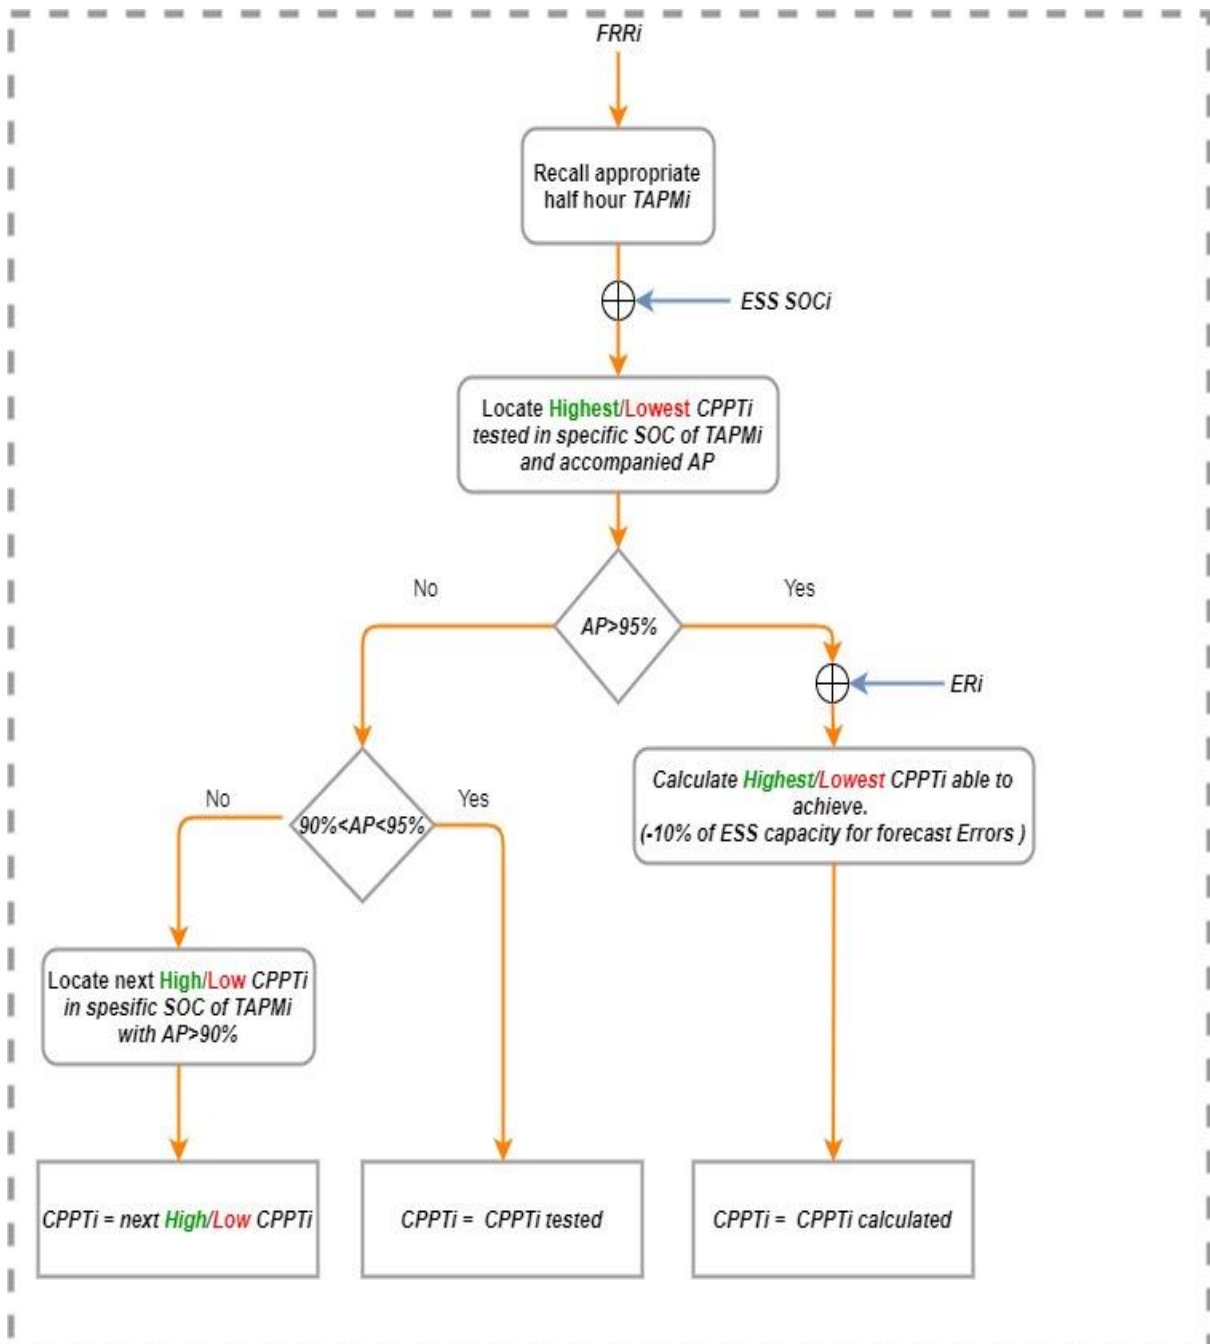 FRRi
Recall appropriate
half hour TAPMi
ESS SOCi
Locate Highest/Lowest CPPTi
tested in specific SOC of TAPMi
and accompanied AP
No
Yes
AP>95%
ERi
Calculate Highest/Lowest CPPTi able to
achieve.
(-10% of ESS capacity for forecast Errors )
No
Yes
90%<AP<95%
Locate next High/Low CPPTi
in spesific SOC of TAPMi
with AP>90%
CPPTi = next High/Low CPPTi
CPPTi = CPPTi tested
CPPTi = CPPTi calculated